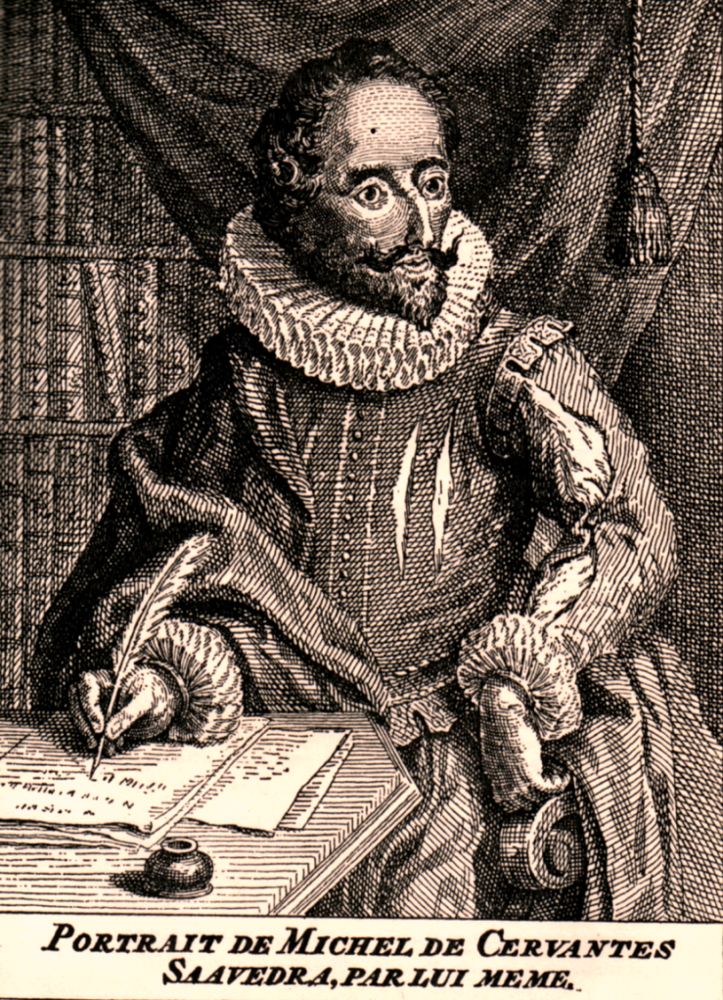 PORTRAIT DE MICHEL DE CERVANTES
SAAVEDRA, PAR LUI MEME.